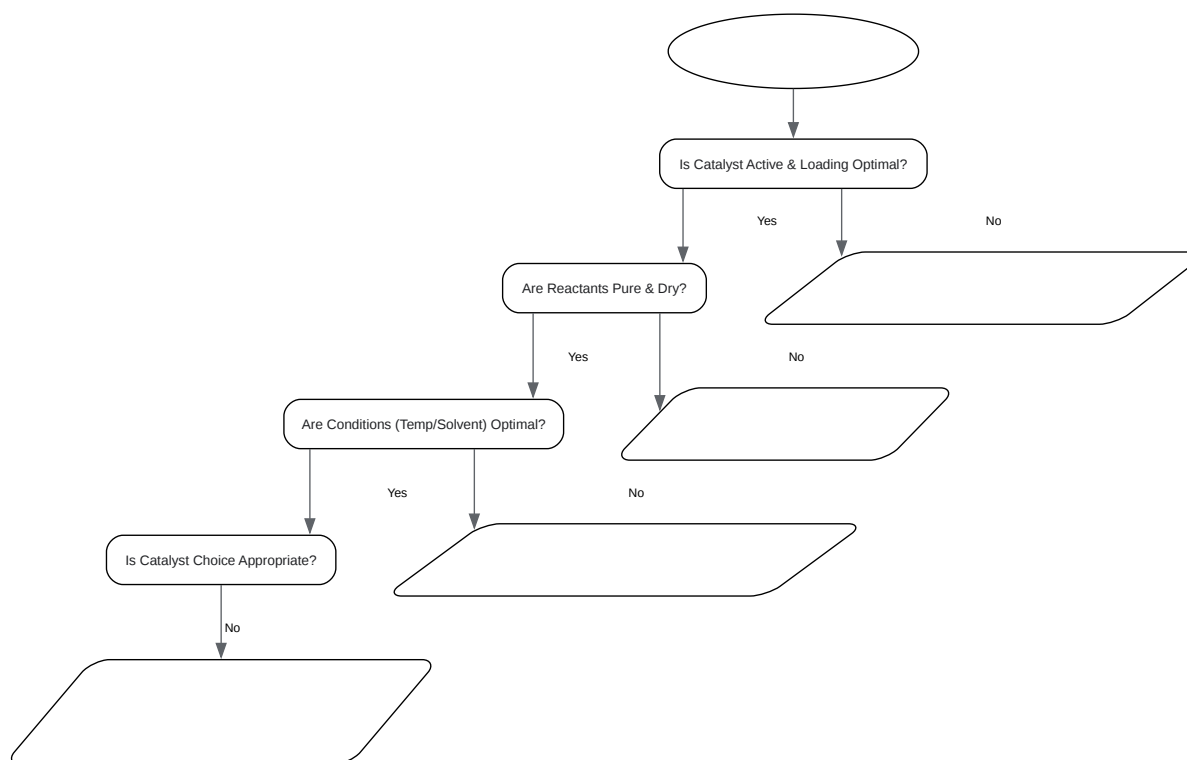 Is Catalyst Active & Loading Optimal?
Yes
No
Are Reactants Pure & Dry?
Yes
No
Are Conditions (Temp/Solvent) Optimal?
Yes
No
Is Catalyst Choice Appropriate?
No